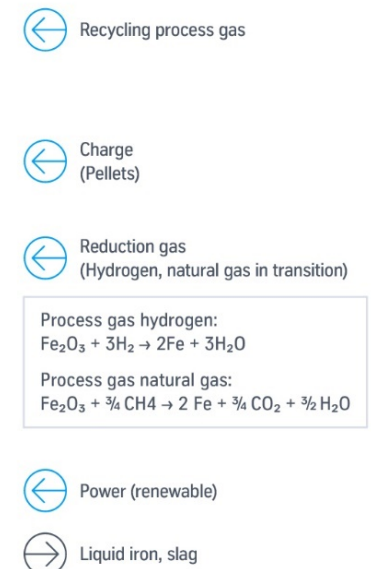 Recycling process gas
Charge
(Pellets)
Reduction gas
(Hydrogen, natural gas in transition)
Process gas hydrogen:
Fe₂O₃ + 3H₂ → 2Fe + 3H₂O
Process gas natural gas:
Fe₂O₃ + ¾ CH4 → 2 Fe + ¾ CO₂ + 3⁄2 H₂O
Power (renewable)
Liquid iron, slag